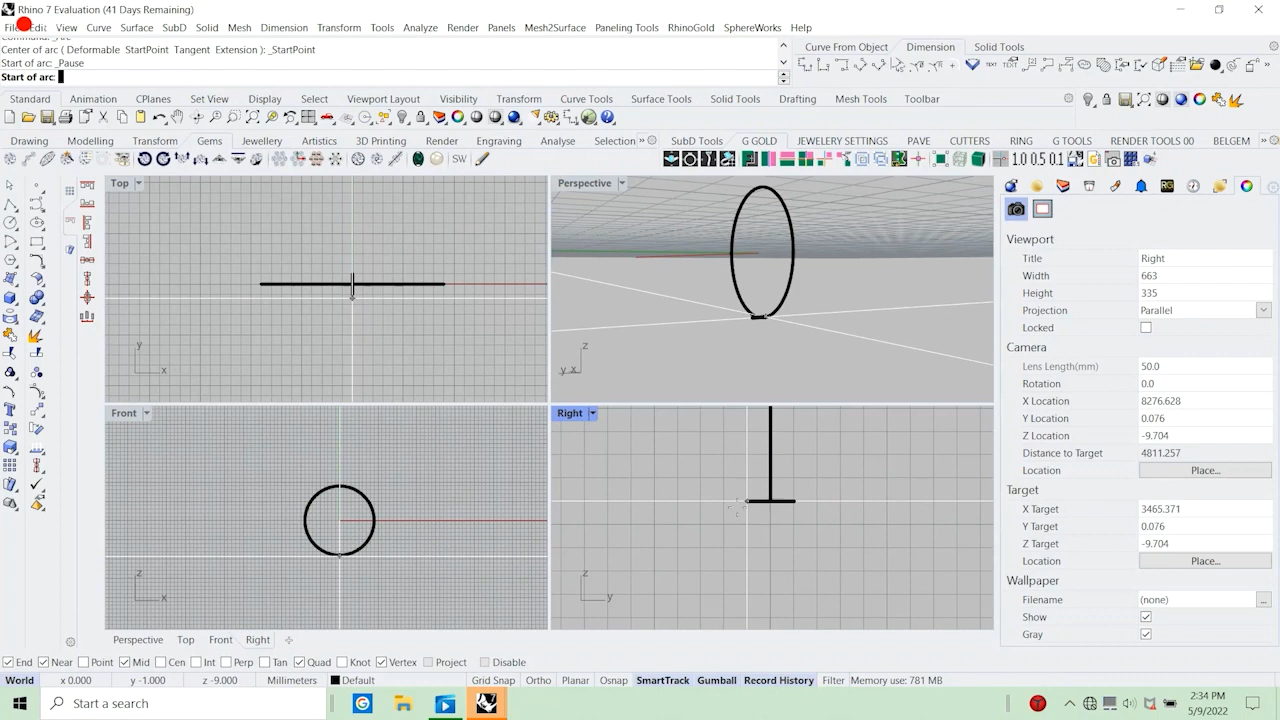 Rhino 7 Evaluation (41 Days Remaining)
File Edit View Curve Surface SubD Solid Mesh Dimension Transform Tools Analyze Render Panels Mesh2Surface Paneling Tools RhinoGold SphereWorks Help
Center of arc ( Deformable StartPoint Tangent Extension ): _StartPoint
Start of arc: _Pause
Start of arc:
Curve From Object Dimension Solid Tools
Standard Animation CPlanes Set View Display Select Viewport Layout Visibility Transform Curve Tools Surface Tools Solid Tools Drafting Mesh Tools Toolbar
Drawing Modelling Transform Gems Jewellery Artistics 3D Printing Render Engraving Analyse Selection » SubD Tools G GOLD JEWELERY SETTINGS PAVE CUTTERS RING G TOOLS RENDER TOOLS 00 BELGEM »
SW 1.0 0.5 0.1
Top
Perspective
y
x
z
y x
Front
Right
z
x
z
y
Perspective Top Front Right
Viewport
Title Right
Width 663
Height 335
Projection Parallel
Locked
Camera
Lens Length(mm) 50.0
Rotation 0.0
X Location 8276.628
Y Location 0.076
Z Location -9.704
Distance to Target 4811.257
Location Place...
Target
X Target 3465.371
Y Target 0.076
Z Target -9.704
Location Place...
Wallpaper
Filename (none) ...
Show
Gray
End Near Point Mid Cen Int Perp Tan Quad Knot Vertex Project Disable
World x 0.000 y -1.000 z -9.000 Millimeters Default Grid Snap Ortho Planar Osnap SmartTrack Gumball Record History Filter Memory use: 781 MB
Search for a search
2:34 PM
5/9/2022